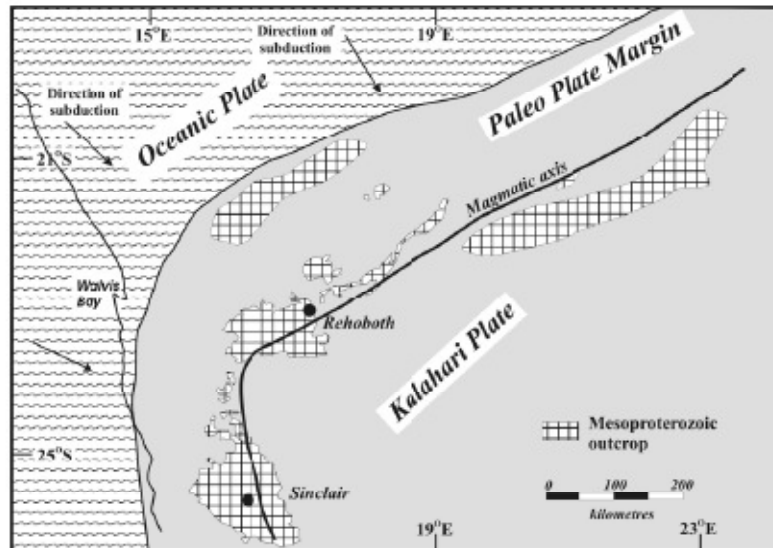 15°E
19°E
Direction of
subduction
Direction of
subduction
Oceanic Plate
Paleo Plate Margin
21°S
Magmatic axis
Walvis
Bay
Rehoboth
Kalahari Plate
Mesoproterozoic
outcrop
25°S
Sinclair
0 100 200
kilometres
19°E
23°E